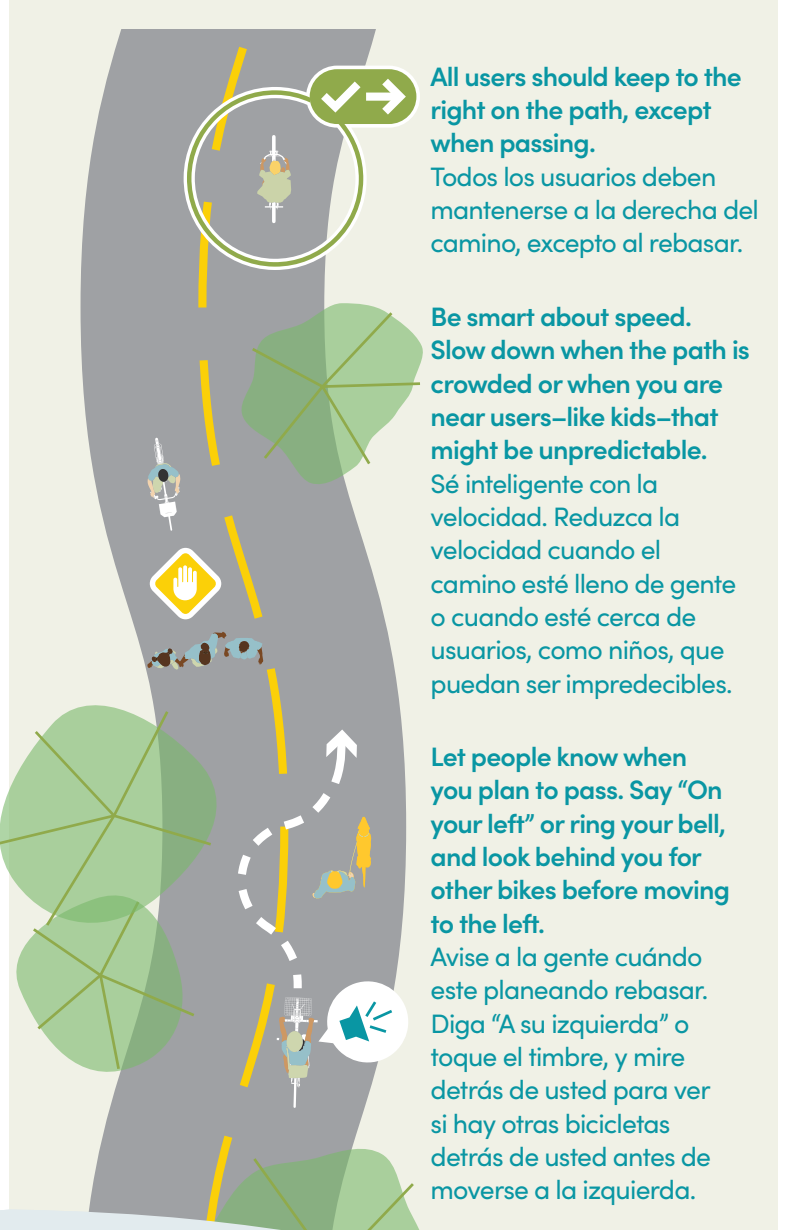 All users should keep to the
right on the path, except
when passing.
Todos los usuarios deben
mantenerse a la derecha del
camino, excepto al rebasar.
Be smart about speed.
Slow down when the path is
crowded or when you are
near users–like kids–that
might be unpredictable.
Sé inteligente con la
velocidad. Reduzca la
velocidad cuando el
camino esté lleno de gente
o cuando esté cerca de
usuarios, como niños, que
puedan ser impredecibles.
Let people know when
you plan to pass. Say “On
your left” or ring your bell,
and look behind you for
other bikes before moving
to the left.
Avise a la gente cuándo
este planeando rebasar.
Diga “A su izquierda” o
toque el timbre, y mire
detrás de usted para ver
si hay otras bicicletas
detrás de usted antes de
moverse a la izquierda.